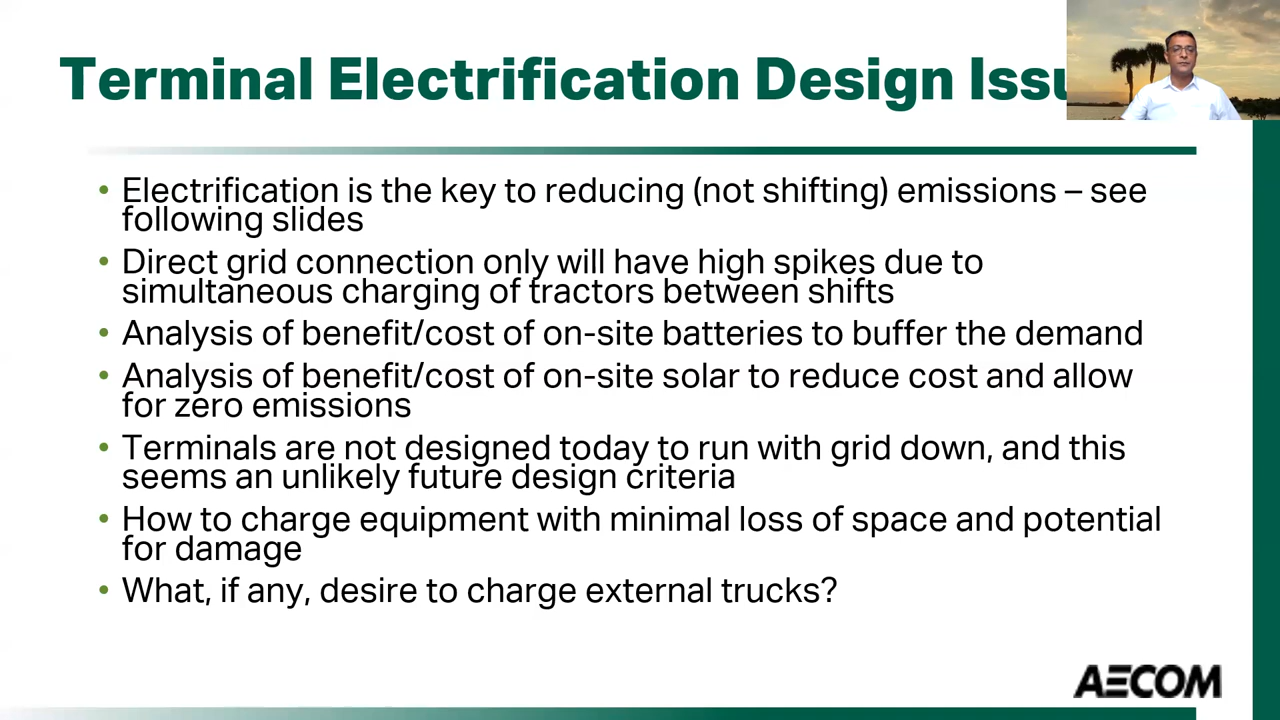 Terminal Electrification Design Issu
• Electrification is the key to reducing (not shifting) emissions – see
following slides
• Direct grid connection only will have high spikes due to
simultaneous charging of tractors between shifts
• Analysis of benefit/cost of on-site batteries to buffer the demand
• Analysis of benefit/cost of on-site solar to reduce cost and allow
for zero emissions
• Terminals are not designed today to run with grid down, and this
seems an unlikely future design criteria
• How to charge equipment with minimal loss of space and potential
for damage
• What, if any, desire to charge external trucks?
AECOM